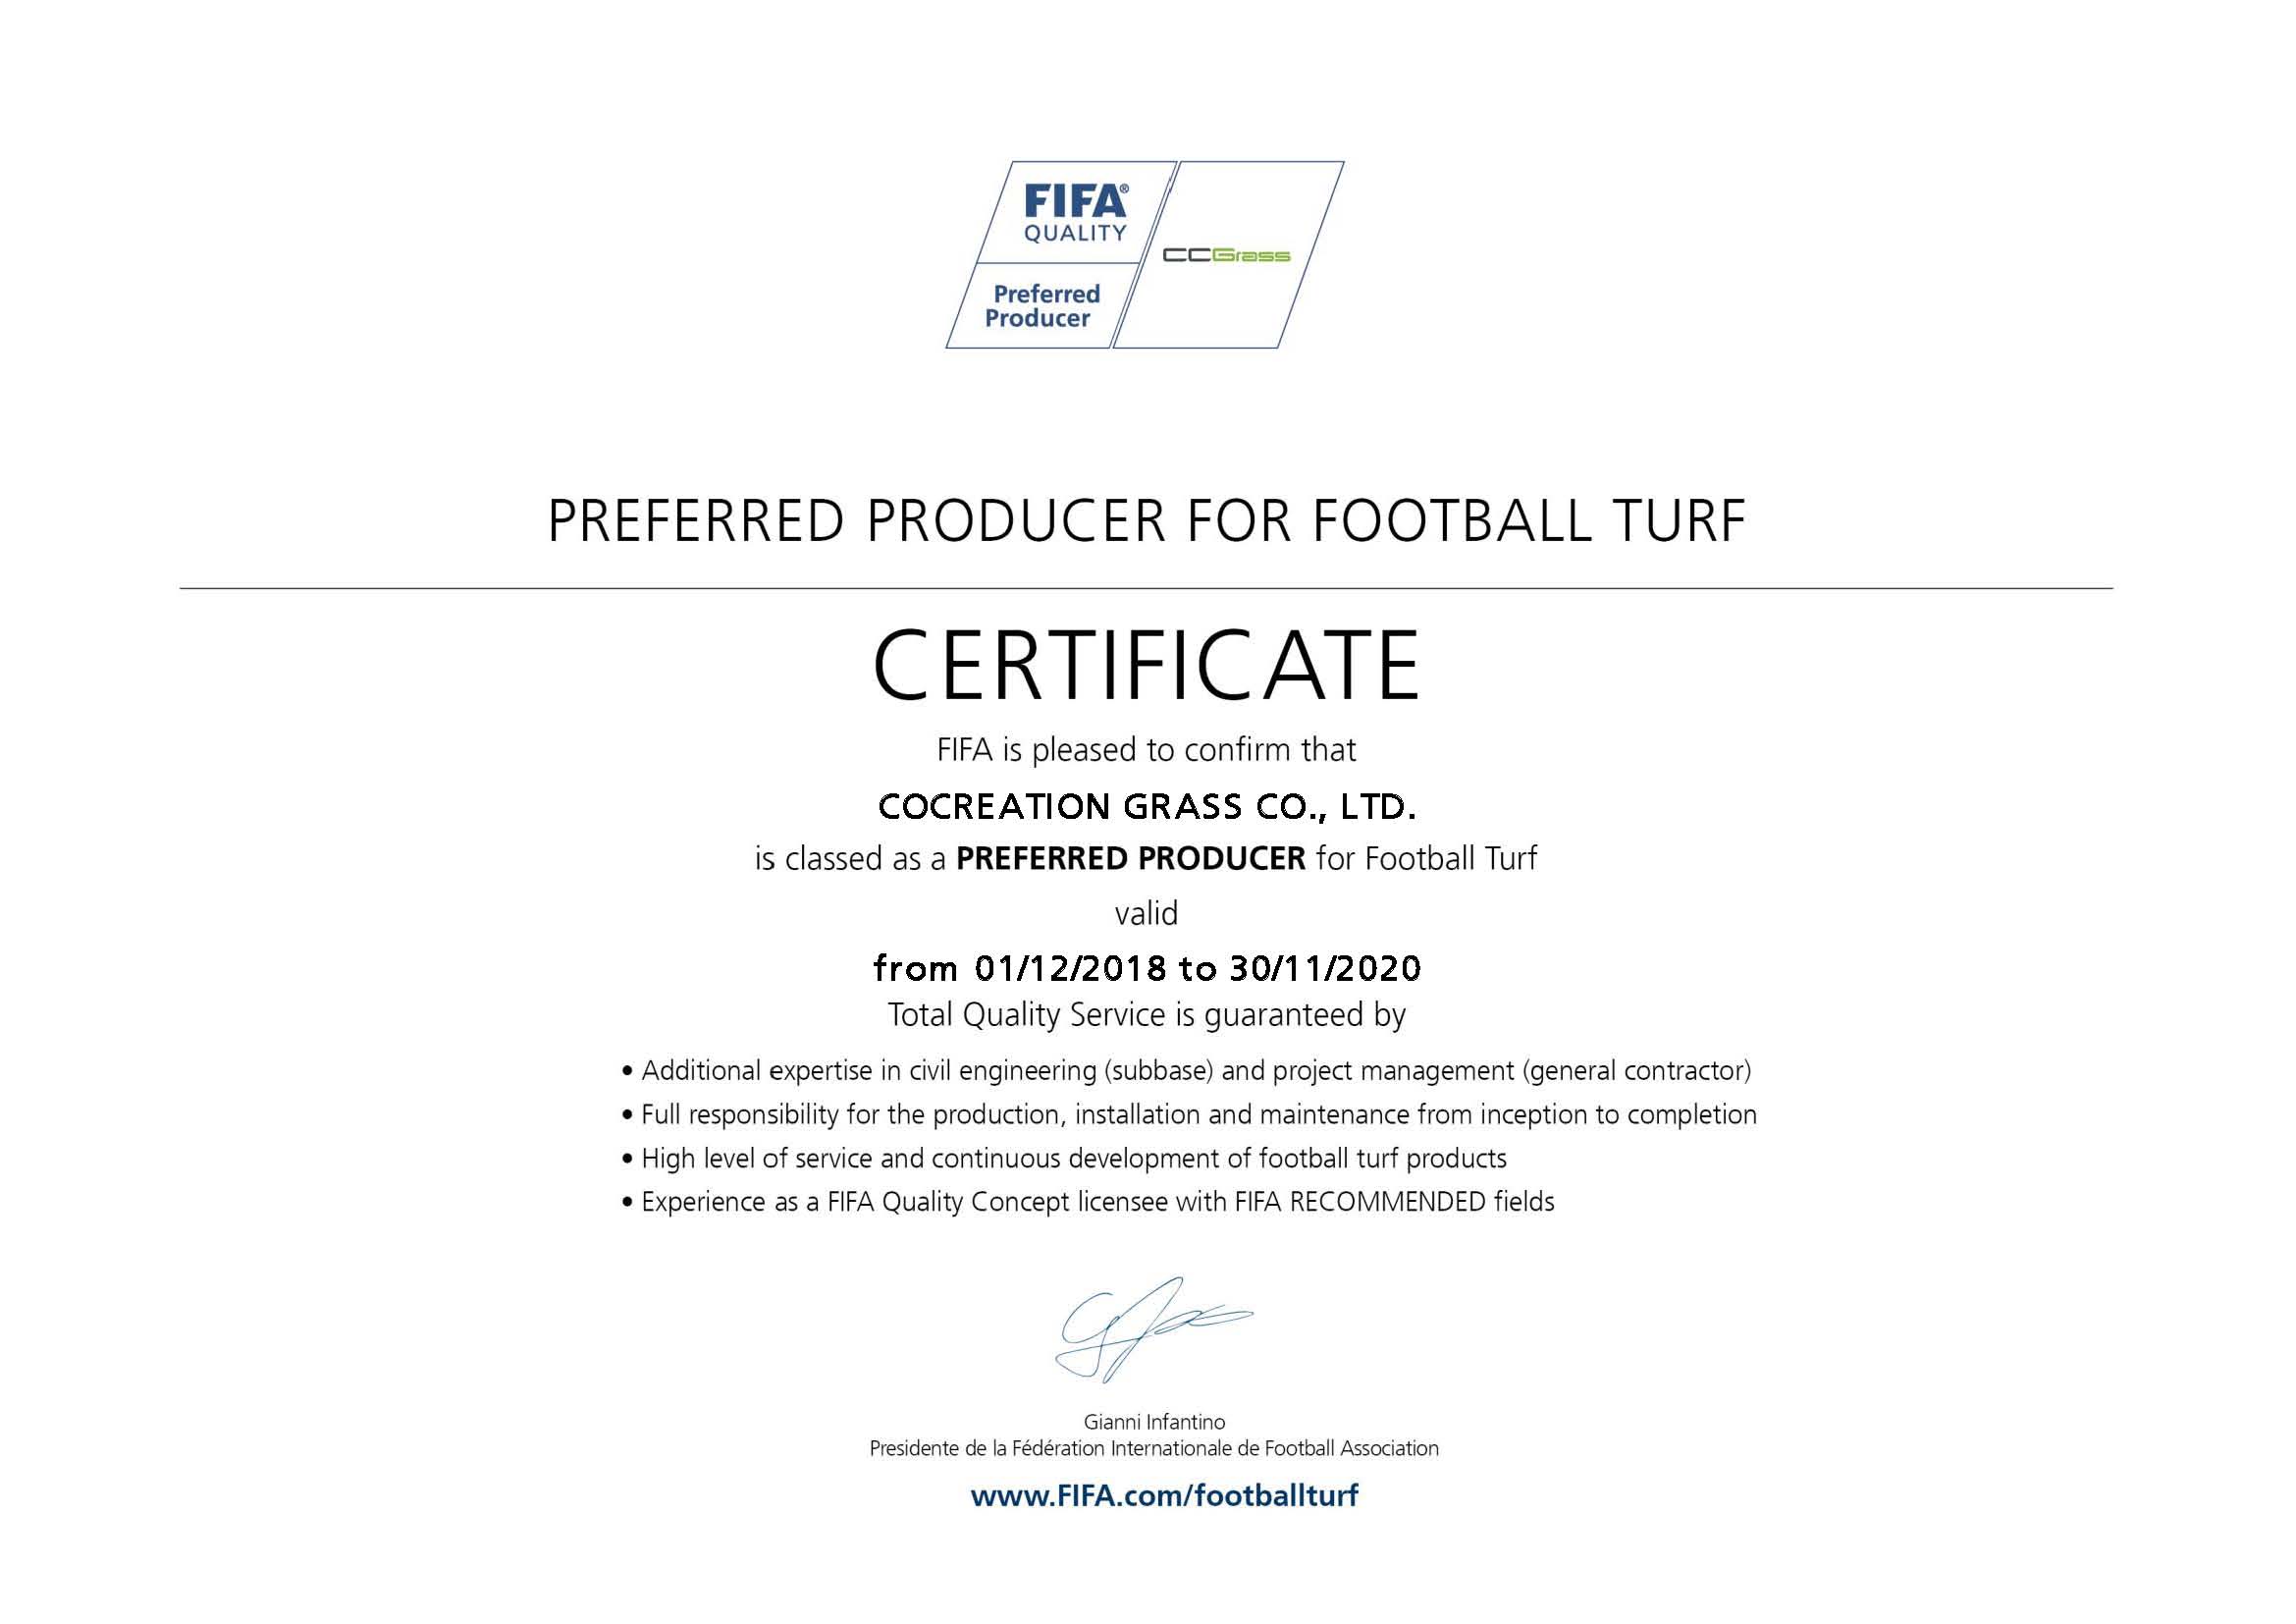 FIFA®
QUALITY
Preferred
Producer
CCGrass
PREFERRED PRODUCER FOR FOOTBALL TURF
CERTIFICATE
FIFA is pleased to confirm that
COCREATION GRASS CO., LTD.
is classed as a PREFERRED PRODUCER for Football Turf
valid
from 01/12/2018 to 30/11/2020
Total Quality Service is guaranteed by
• Additional expertise in civil engineering (subbase) and project management (general contractor)
• Full responsibility for the production, installation and maintenance from inception to completion
• High level of service and continuous development of football turf products
• Experience as a FIFA Quality Concept licensee with FIFA RECOMMENDED fields
Gianni Infantino
Presidente de la Fédération Internationale de Football Association
www.FIFA.com/footballturf